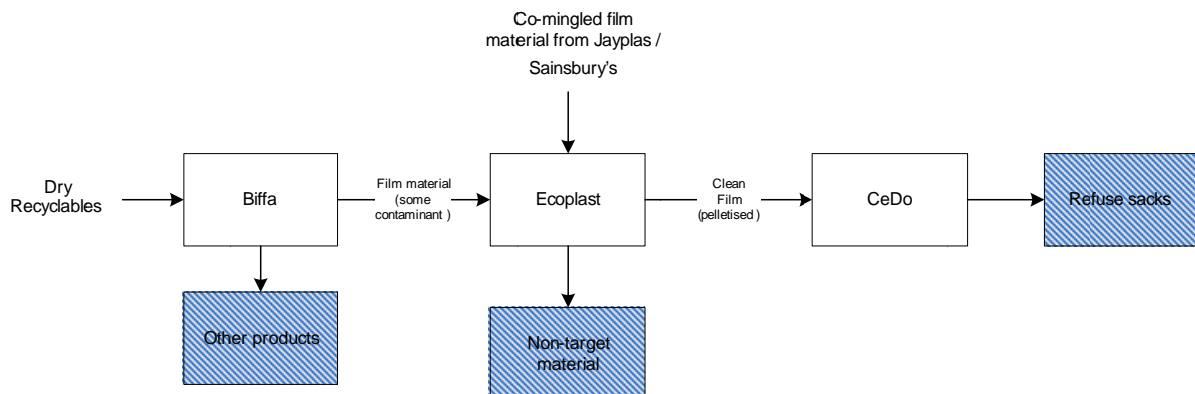 Co-mingled film
material from Jayplas /
Sainsbury's
Dry
Recyclables
Biffa
Film material
(some
contaminant )
Ecoplast
Clean
Film
(pelletised )
CeDo
Refuse sacks
Other products
Non-target
material